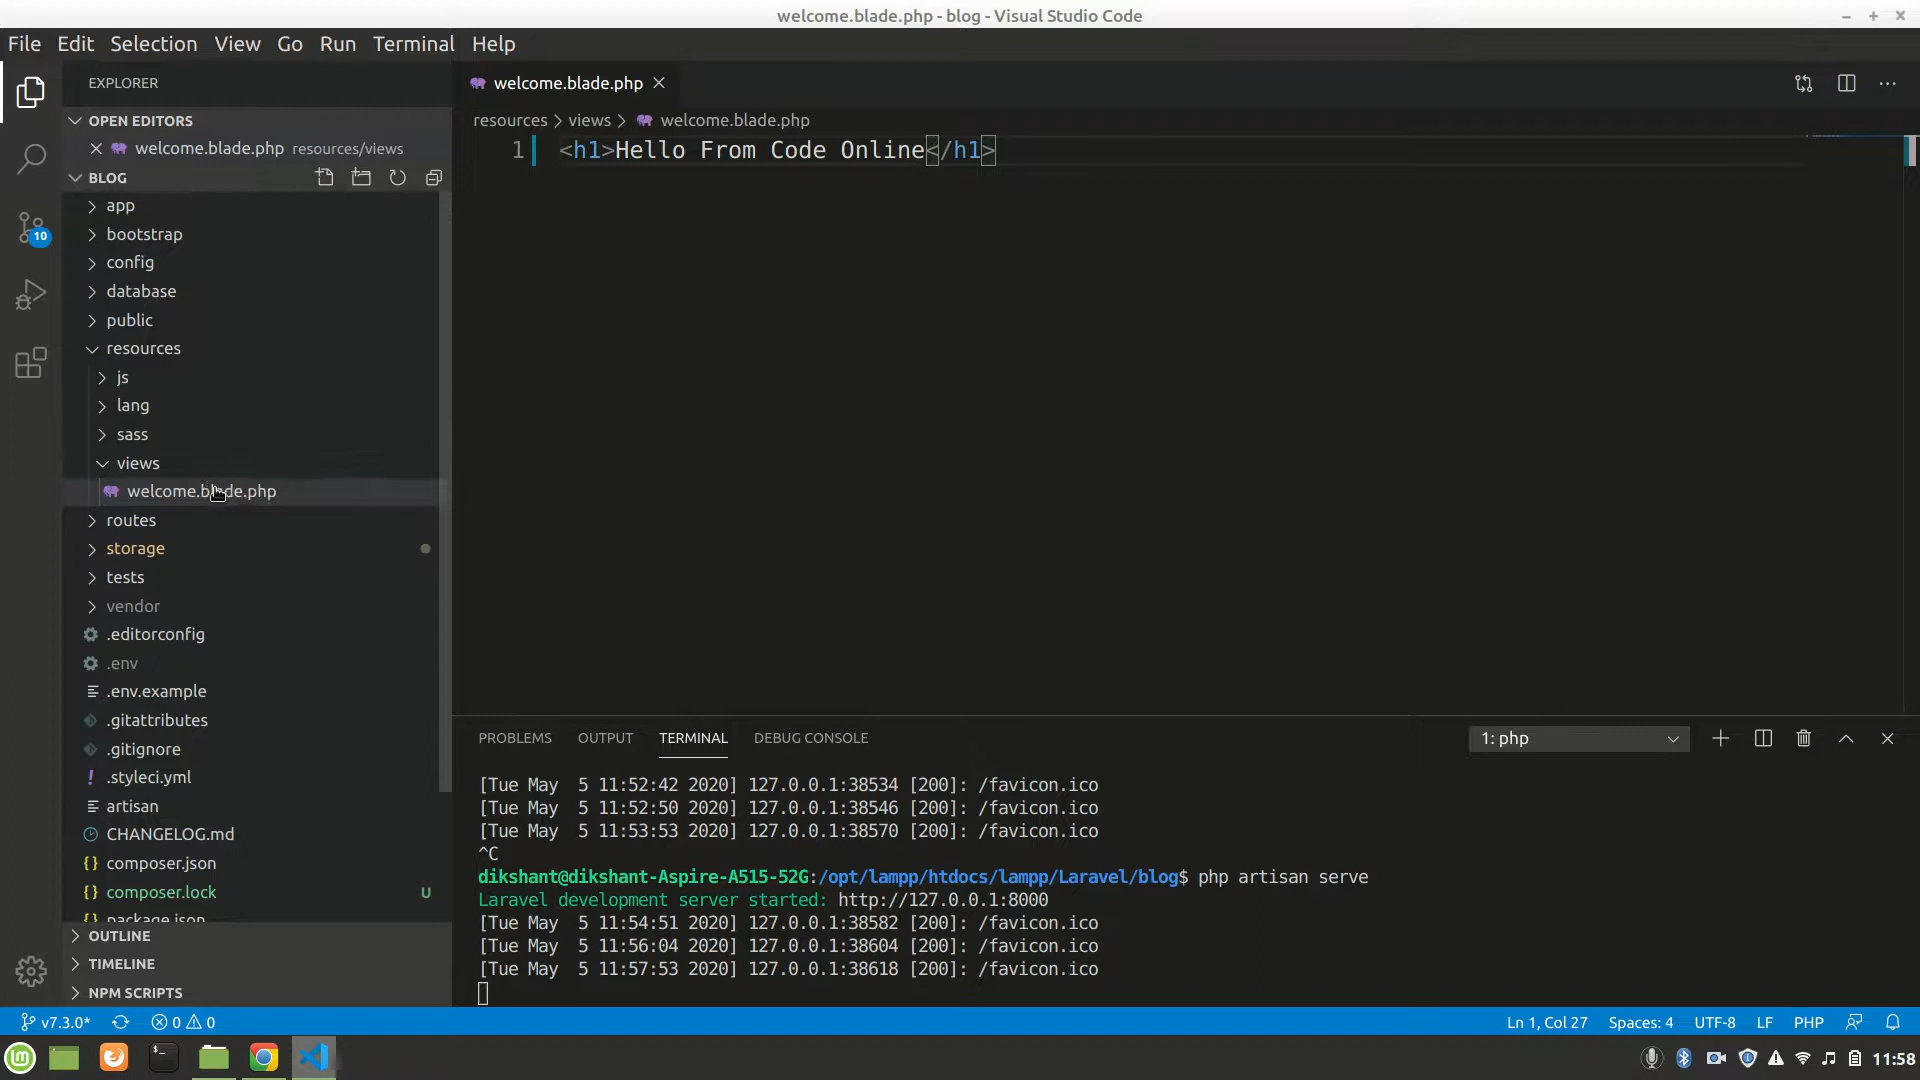 welcome.blade.php - blog - Visual Studio Code
File Edit Selection View Go Run Terminal Help
EXPLORER
OPEN EDITORS
welcome.blade.php resources/views
BLOG
app
bootstrap
config
database
public
resources
js
lang
sass
views
welcome.blade.php
routes
storage
tests
vendor
.editorconfig
.env
.env.example
.gitattributes
.gitignore
.styleci.yml
artisan
CHANGELOG.md
composer.json
composer.lock U
package.json
OUTLINE
TIMELINE
NPM SCRIPTS
10
welcome.blade.php
resources > views > welcome.blade.php
1 <h1>Hello From Code Online</h1>
PROBLEMS OUTPUT TERMINAL DEBUG CONSOLE 1: php
[Tue May  5 11:52:42 2020] 127.0.0.1:38534 [200]: /favicon.ico
[Tue May  5 11:52:50 2020] 127.0.0.1:38546 [200]: /favicon.ico
[Tue May  5 11:53:53 2020] 127.0.0.1:38570 [200]: /favicon.ico
^C
dikshant@dikshant-Aspire-A515-52G:/opt/lampp/htdocs/lampp/Laravel/blog$ php artisan serve
Laravel development server started: http://127.0.0.1:8000
[Tue May  5 11:54:51 2020] 127.0.0.1:38582 [200]: /favicon.ico
[Tue May  5 11:56:04 2020] 127.0.0.1:38604 [200]: /favicon.ico
[Tue May  5 11:57:53 2020] 127.0.0.1:38618 [200]: /favicon.ico
v7.3.0* 0 0 Ln 1, Col 27 Spaces: 4 UTF-8 LF PHP
11:58